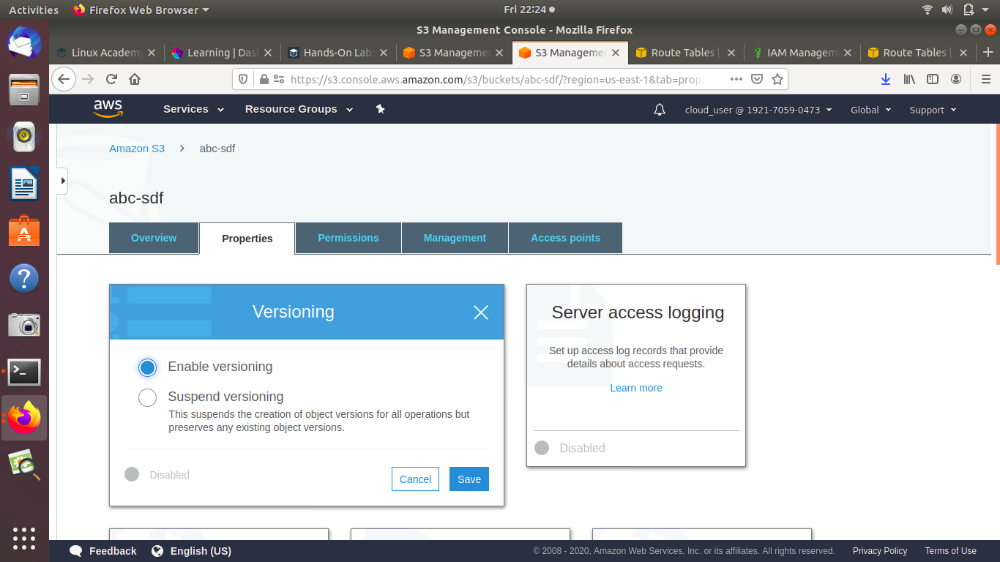 Activities Firefox Web Browser Fri 22:24
S3 Management Console - Mozilla Firefox
Linux Academy Learning | Das Hands-On Lab: S3 Manageme S3 Manageme Route Tables | IAM Managem Route Tables |
https://s3.console.aws.amazon.com/s3/buckets/abc-sdf/?region=us-east-1&tab=prope
aws Services Resource Groups cloud_user @ 1921-7059-0473 Global Support
Amazon S3 > abc-sdf
abc-sdf
Overview Properties Permissions Management Access points
Versioning
Enable versioning
Suspend versioning
This suspends the creation of object versions for all operations but
preserves any existing object versions.
Disabled Cancel Save
Server access logging
Set up access log records that provide
details about access requests.
Learn more
Disabled
Feedback English (US) © 2008 - 2020, Amazon Web Services, Inc. or its affiliates. All rights reserved. Privacy Policy Terms of Use